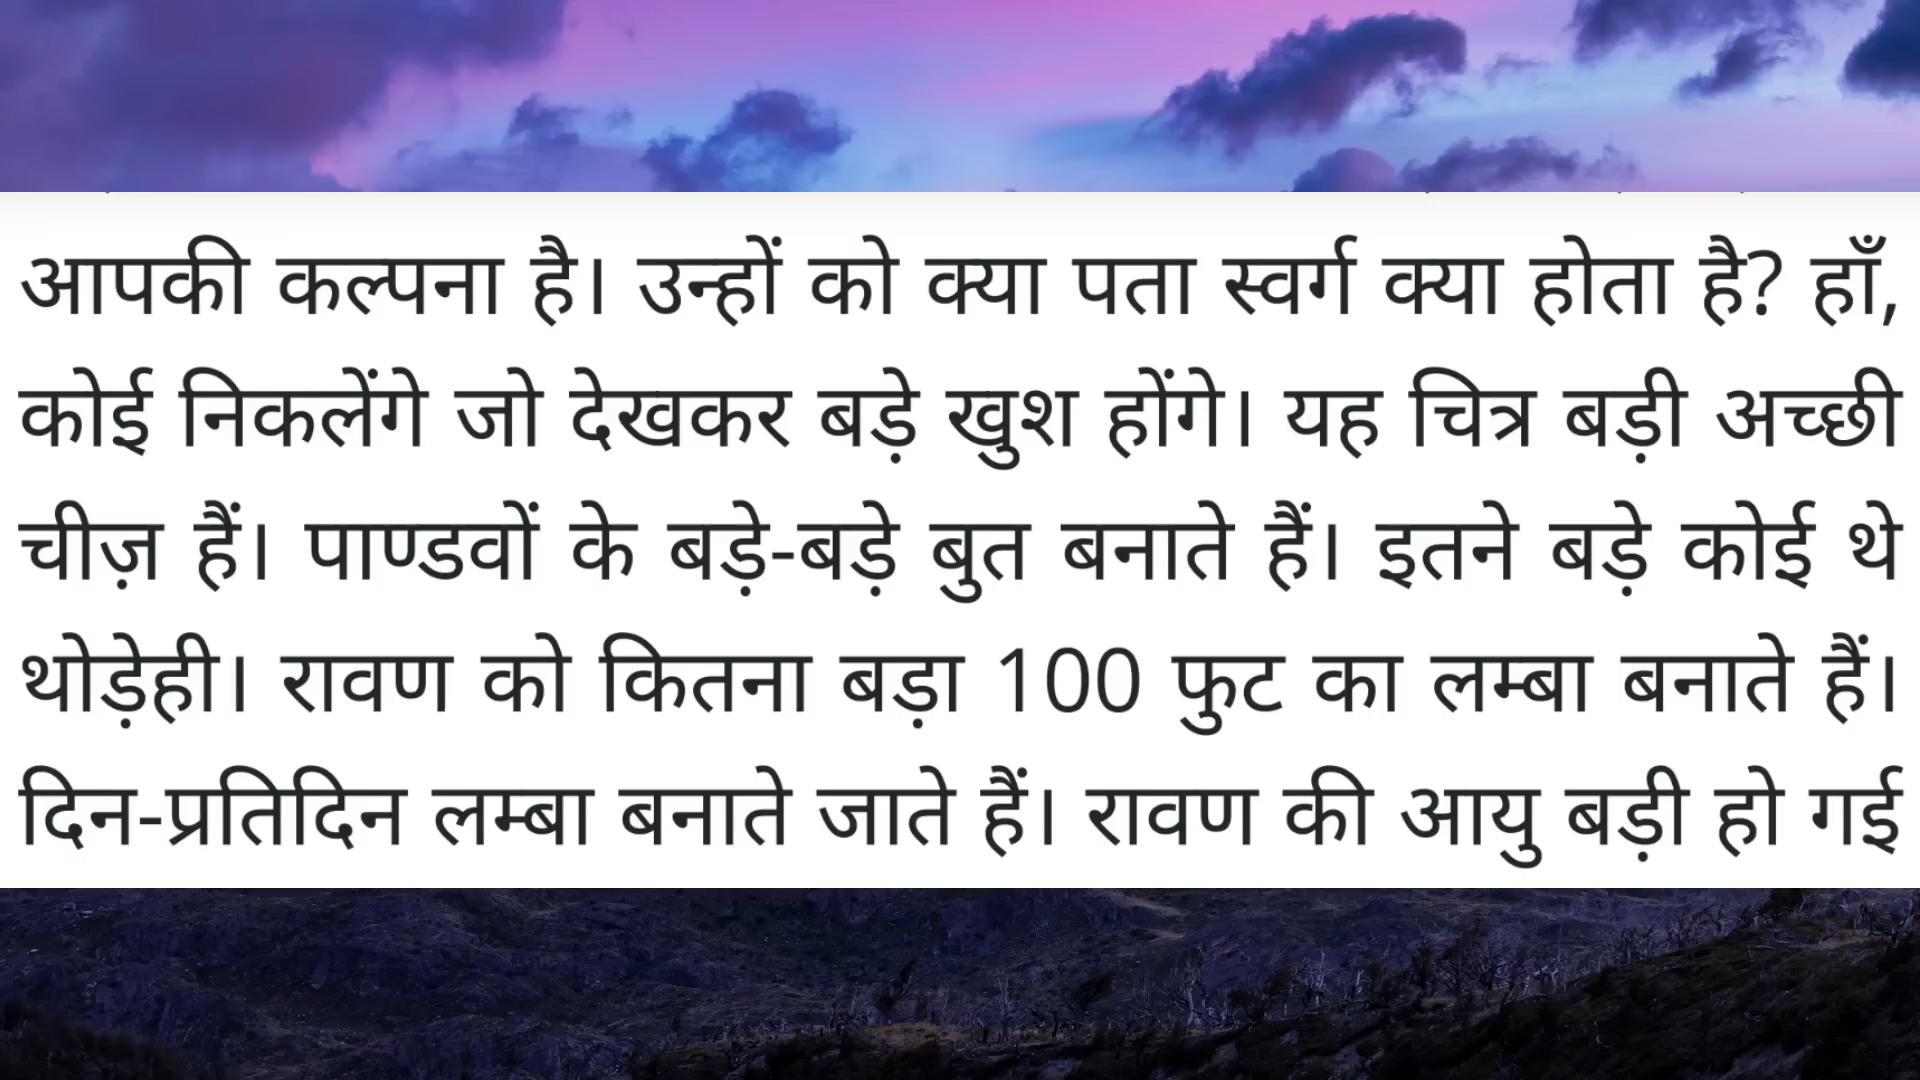 आपकी कल्पना है। उन्हों को क्या पता स्वर्ग क्या होता है? हाँ,
कोई निकलेंगे जो देखकर बड़े खुश होंगे। यह चित्र बड़ी अच्छी
चीज़ हैं। पाण्डवों के बड़े-बड़े बुत बनाते हैं। इतने बड़े कोई थे
थोड़ेही। रावण को कितना बड़ा 100 फुट का लम्बा बनाते हैं।
दिन-प्रतिदिन लम्बा बनाते जाते हैं। रावण की आयु बड़ी हो गई